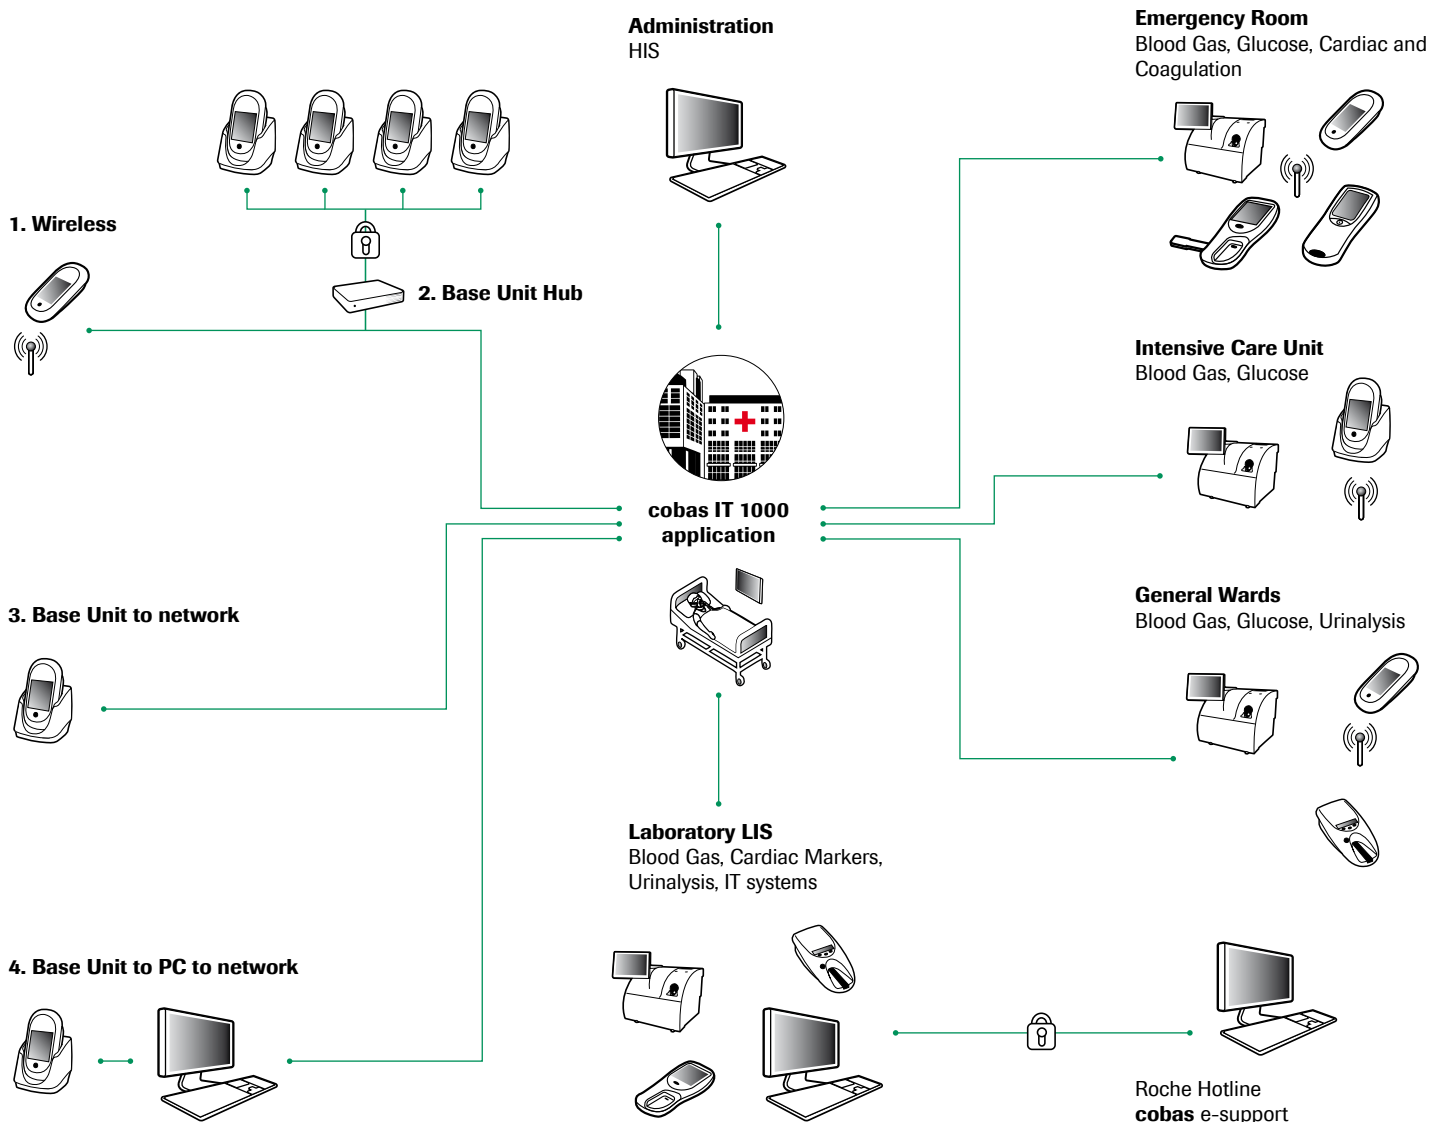 Administration
HIS
Emergency Room
Blood Gas, Glucose, Cardiac and
Coagulation
1. Wireless
2. Base Unit Hub
Intensive Care Unit
Blood Gas, Glucose
cobas IT 1000
application
3. Base Unit to network
General Wards
Blood Gas, Glucose, Urinalysis
Laboratory LIS
Blood Gas, Cardiac Markers,
Urinalysis, IT systems
4. Base Unit to PC to network
Roche Hotline
cobas e-support